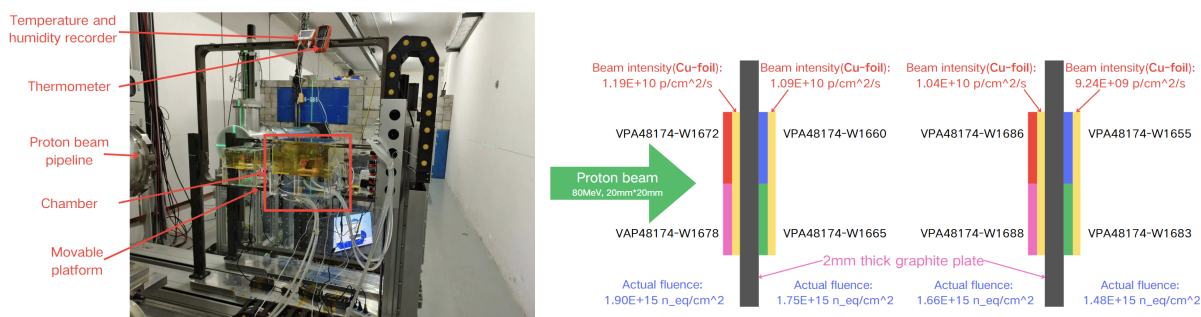 Temperature and
humidity recorder
Thermometer
Proton beam
pipeline
Chamber
Movable
platform
Beam intensity(Cu-foil):
1.19E+10 p/cm^2/s
Beam intensity(Cu-foil):
1.09E+10 p/cm^2/s
Beam intensity(Cu-foil):
1.04E+10 p/cm^2/s
Beam intensity(Cu-foil):
9.24E+09 p/cm^2/s
VPA48174-W1672
VPA48174-W1660
VPA48174-W1686
VPA48174-W1655
Proton beam
80MeV, 20mm*20mm
VAP48174-W1678
VPA48174-W1665
VPA48174-W1688
VPA48174-W1683
2mm thick graphite plate
Actual fluence:
1.90E+15 n_eq/cm^2
Actual fluence:
1.75E+15 n_eq/cm^2
Actual fluence:
1.66E+15 n_eq/cm^2
Actual fluence:
1.48E+15 n_eq/cm^2